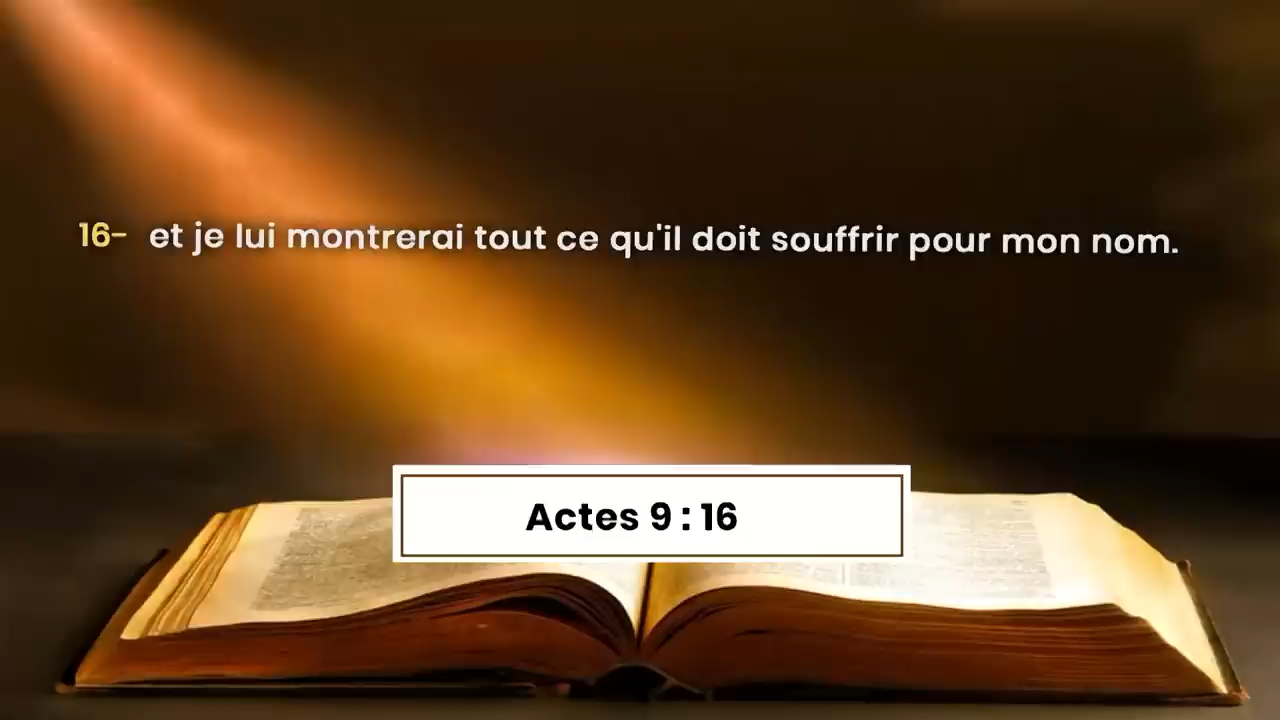 16- et je lui montrerai tout ce qu'il doit souffrir pour mon nom.
Actes 9 : 16